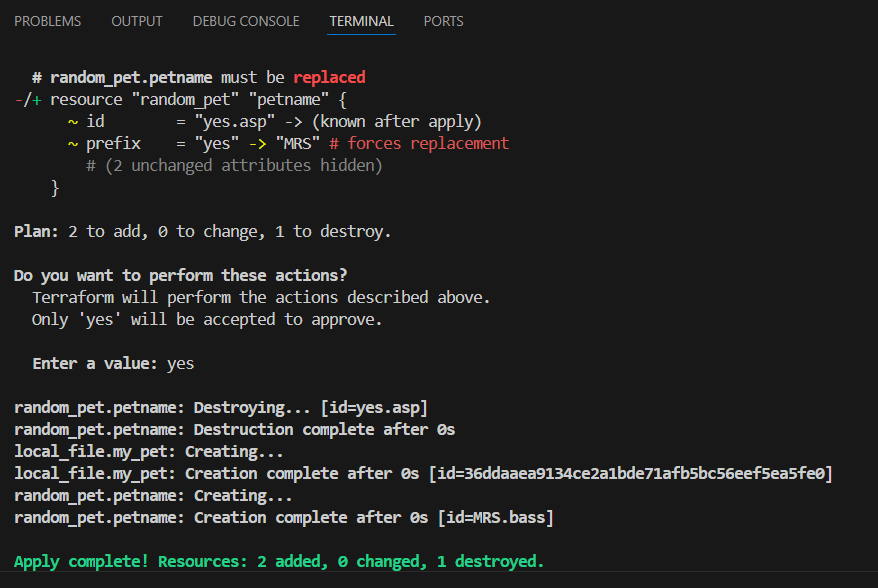 PROBLEMS OUTPUT DEBUG CONSOLE TERMINAL PORTS
# random_pet.petname must be replaced
-/+ resource "random_pet" "petname" {
~ id = "yes.asp" -> (known after apply)
~ prefix = "yes" -> "MRS" # forces replacement
# (2 unchanged attributes hidden)
}
Plan: 2 to add, 0 to change, 1 to destroy.
Do you want to perform these actions?
Terraform will perform the actions described above.
Only 'yes' will be accepted to approve.
Enter a value: yes
random_pet.petname: Destroying... [id=yes.asp]
random_pet.petname: Destruction complete after 0s
local_file.my_pet: Creating...
local_file.my_pet: Creation complete after 0s [id=36ddaaea9134ce2a1bde71afb5bc56eef5ea5fe0]
random_pet.petname: Creating...
random_pet.petname: Creation complete after 0s [id=MRS.bass]
Apply complete! Resources: 2 added, 0 changed, 1 destroyed.